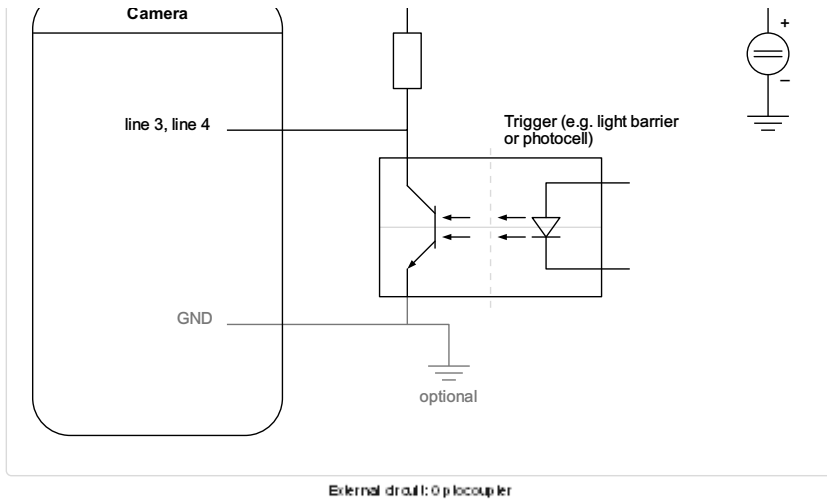 Camera
+
−
line 3, line 4
Trigger (e.g. light barrier
or photocell)
GND
optional
External circuit: Optocoupler